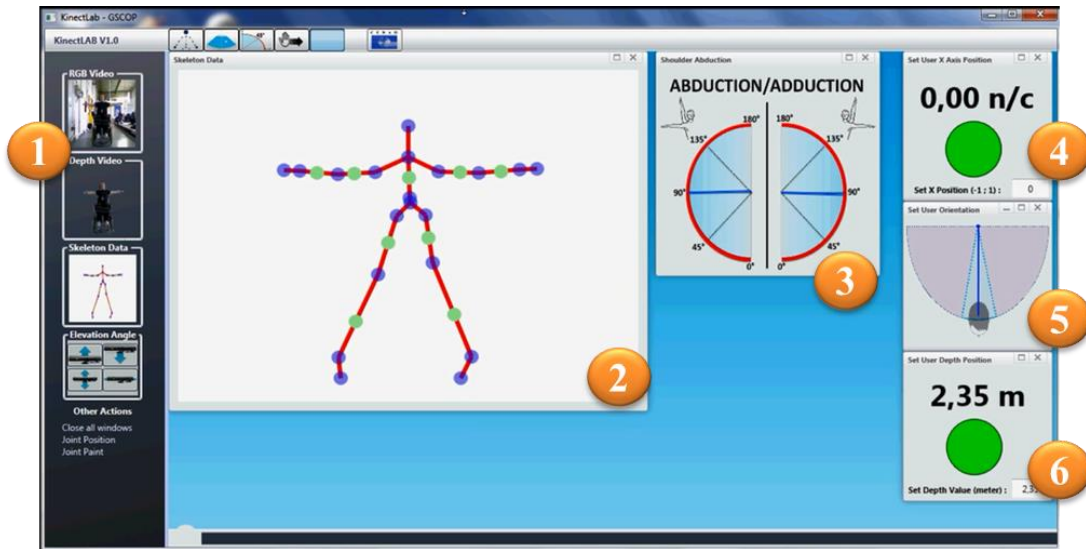 KinectLab - GSCOP
KinectLAB V1.0
45°
RGB Video
1
Depth Video
Skeleton Data
Elevation Angle
Other Actions
Close all windows
Joint Position
Joint Paint
Skeleton Data
2
Shoulder Abduction
ABDUCTION/ADDUCTION
180° 180°
135° 135°
90° 90°
45° 45°
0° 0°
3
Set User X Axis Position
0,00 n/c
4
Set X Position (-1 ; 1) : 0
Set User Orientation
5
Set User Depth Position
2,35 m
6
Set Depth Value (meter) :